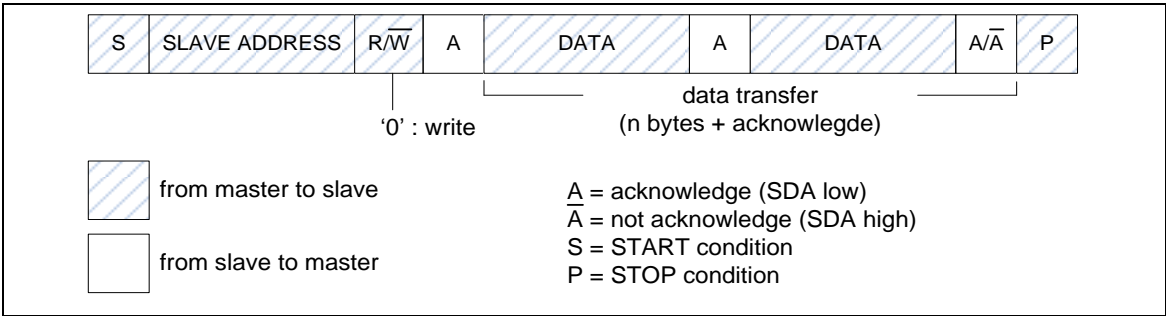 S SLAVE ADDRESS R/W̅ A DATA A DATA A/A̅ P
data transfer
'0' : write (n bytes + acknowlegde)
from master to slave
A = acknowledge (SDA low)
A̅ = not acknowledge (SDA high)
S = START condition
from slave to master
P = STOP condition